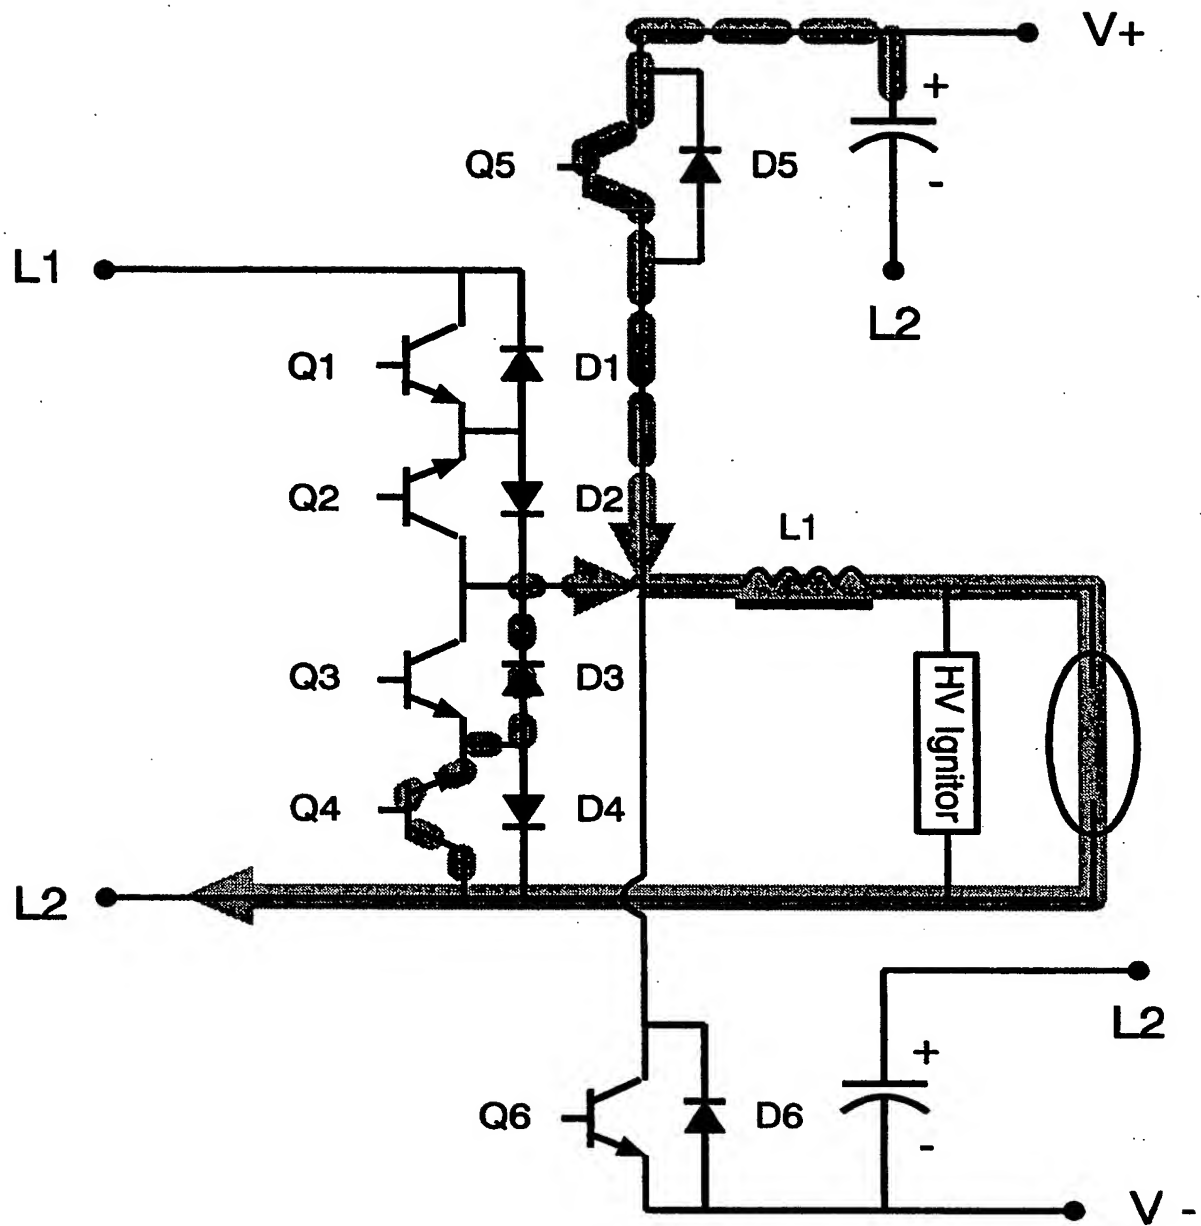 V+
+
Q5
D5
-
L1
L2
Q1
D1
Q2
D2
L1
Q3
D3
HV Ignitor
Q4
D4
L2
L2
+
Q6
D6
-
V -